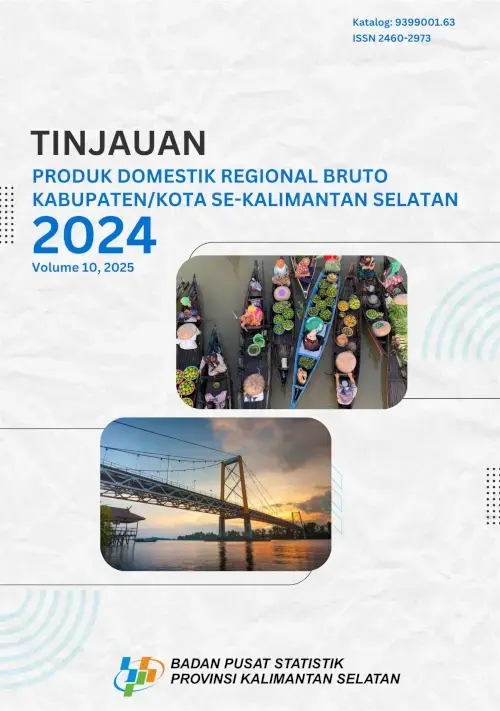 Katalog: 9399001.63
ISSN 2460-2973
TINJAUAN
PRODUK DOMESTIK REGIONAL BRUTO
KABUPATEN/KOTA SE-KALIMANTAN SELATAN
2024
Volume 10, 2025
BADAN PUSAT STATISTIK
PROVINSI KALIMANTAN SELATAN